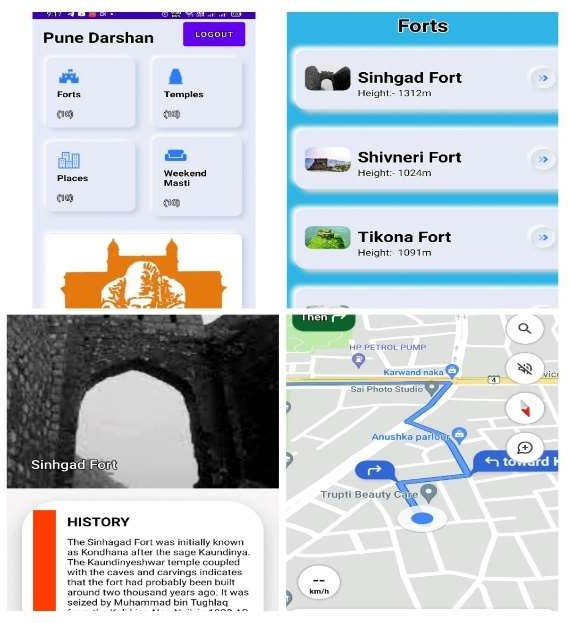 9:17
Pune Darshan
LOGOUT
Forts
(10)
Temples
(10)
Places
(10)
Weekend
Masti
(10)
Forts
Sinhgad Fort
Height:- 1312m
Shivneri Fort
Height:- 1024m
Tikona Fort
Height:- 1091m
Sinhgad Fort
HISTORY
The Sinhagad Fort was initially known
as Kondhana after the sage Kaundinya.
The Kaundinyeshwar temple coupled
with the caves and carvings indicates
that the fort had probably been built
around two thousand years ago. It was
seized by Muhammad bin Tughlaq
Then
HP PETROL PUMP
Karwand naka
4
Sai Photo Studio
Anushka parlour
toward K
Trupti Beauty Care
--
km/h